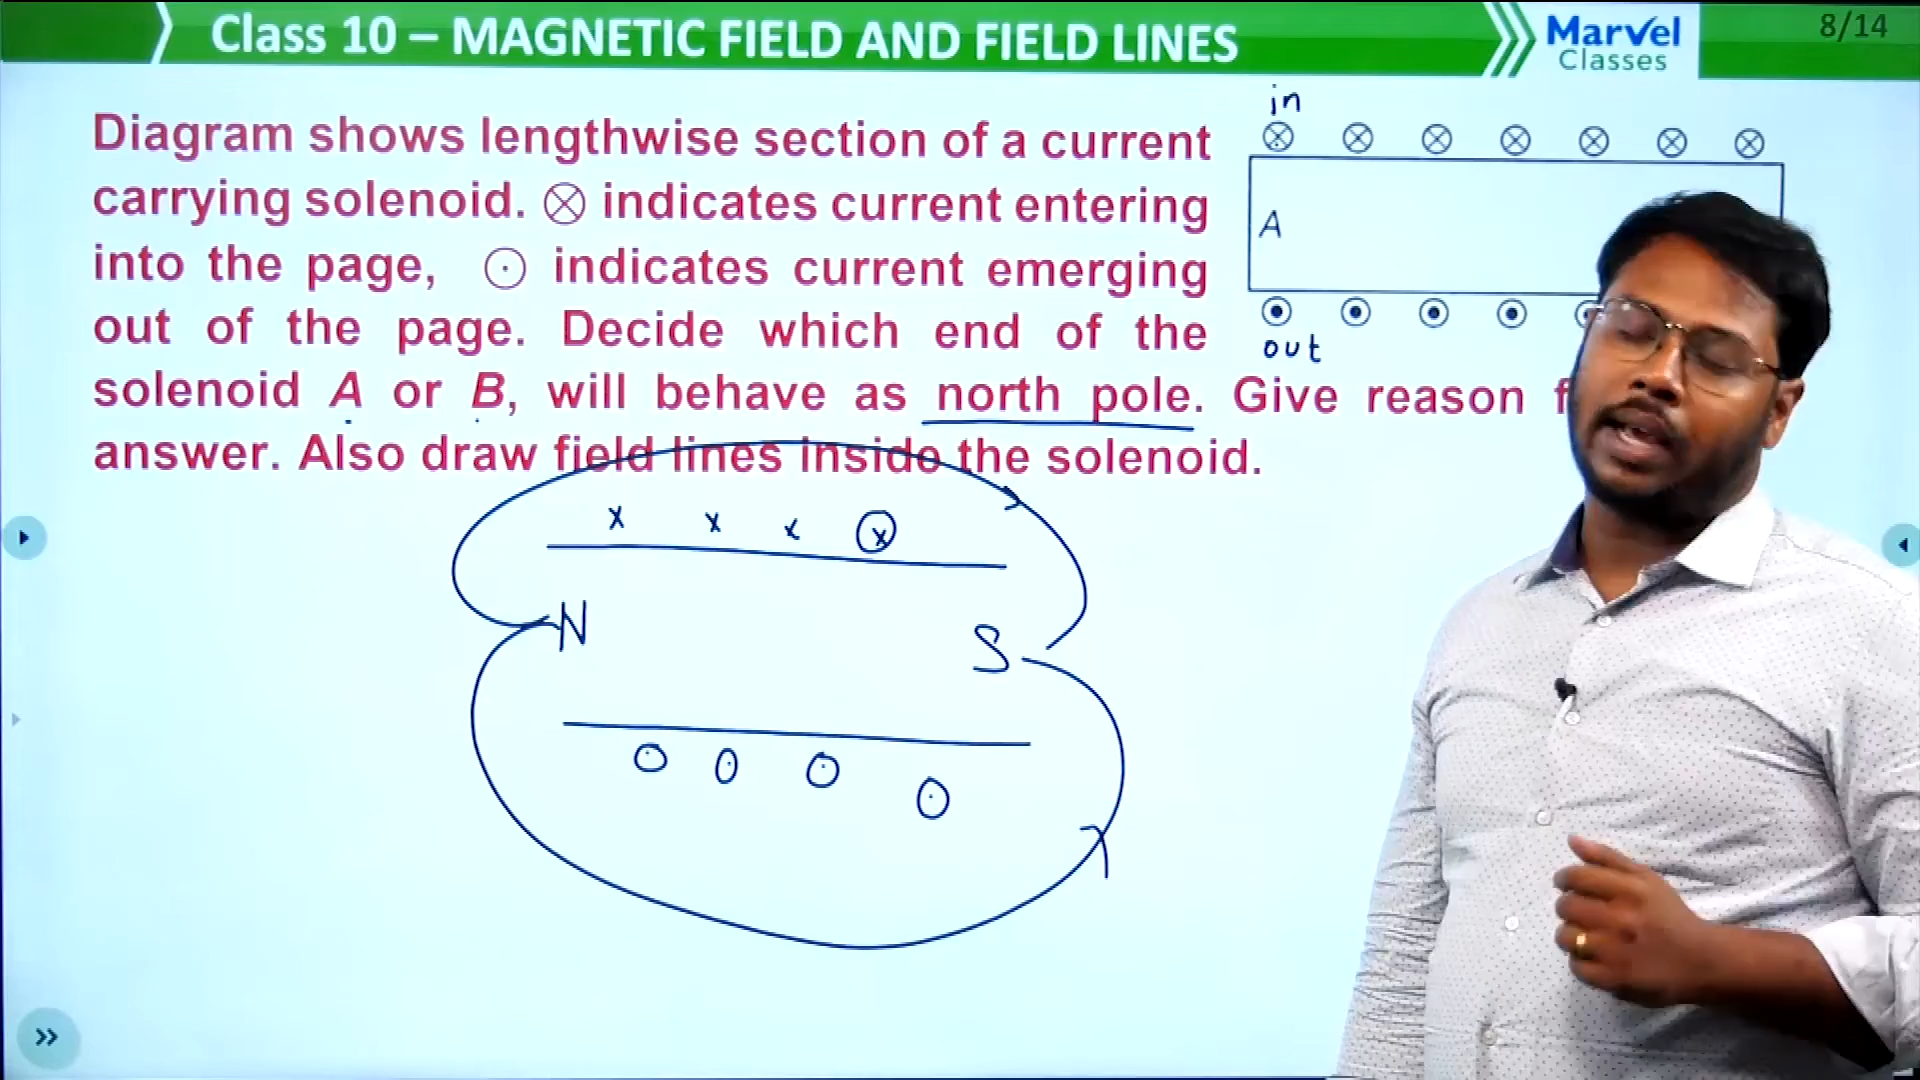 Class 10 – MAGNETIC FIELD AND FIELD LINES
Marvel
Classes
8/14
Diagram shows lengthwise section of a current
carrying solenoid. ⊗ indicates current entering
into the page, ⊙ indicates current emerging
out of the page. Decide which end of the
solenoid A or B, will behave as north pole. Give reason f
answer. Also draw field lines inside the solenoid.
in
⊗ ⊗ ⊗ ⊗ ⊗ ⊗ ⊗
A
⊙ ⊙ ⊙ ⊙
out
x x x ⊗
N S
⊙ ⊙ ⊙ ⊙